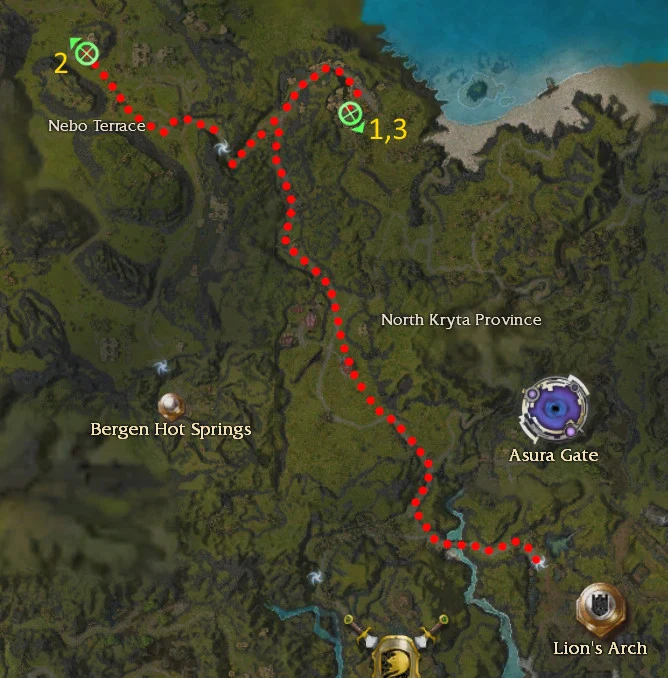 2
1,3
Nebo Terrace
North Kryta Province
Bergen Hot Springs
Asura Gate
Lion's Arch